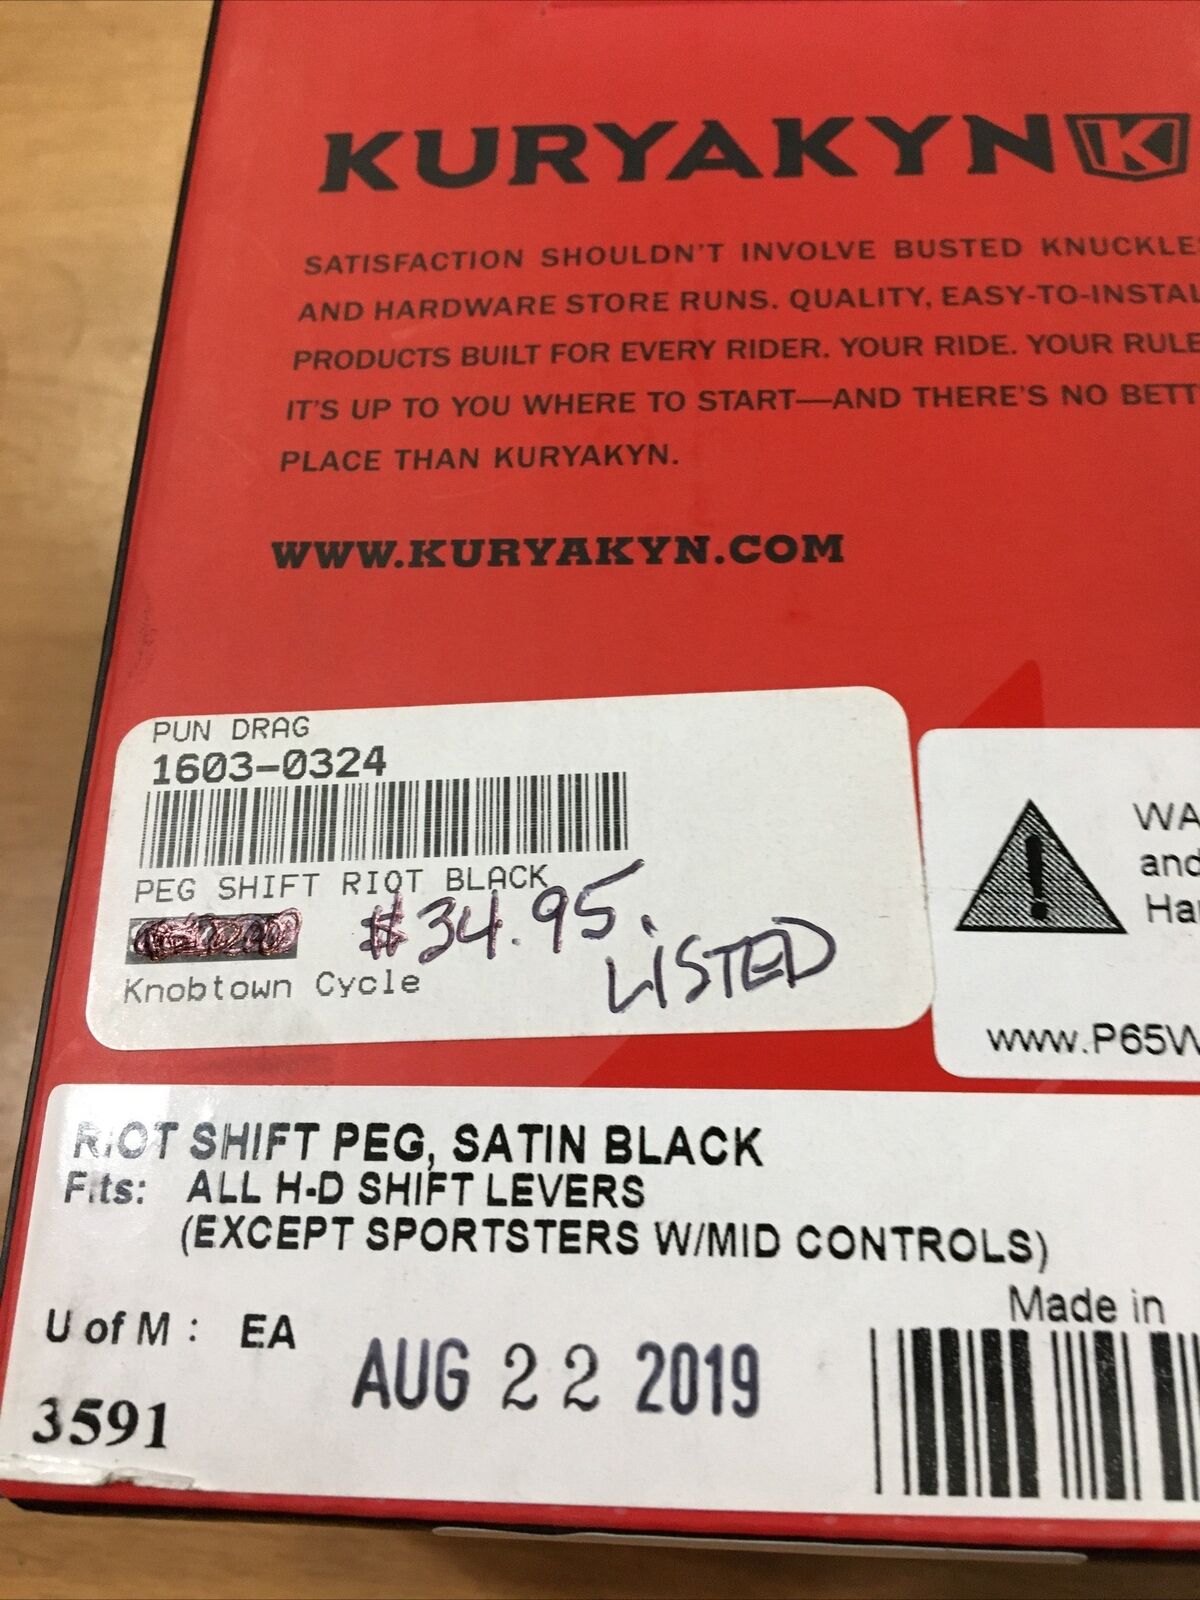 KURYAKYN K
SATISFACTION SHOULDN'T INVOLVE BUSTED KNUCKLE
AND HARDWARE STORE RUNS. QUALITY, EASY-TO-INSTAL
PRODUCTS BUILT FOR EVERY RIDER. YOUR RIDE. YOUR RULE
IT'S UP TO YOU WHERE TO START—AND THERE'S NO BETT
PLACE THAN KURYAKYN.
WWW.KURYAKYN.COM
PUN DRAG
1603-0324
PEG SHIFT RIOT BLACK
$34.95.
LISTED
Knobtown Cycle
WA
and
Har
www.P65W
RIOT SHIFT PEG, SATIN BLACK
Fits: ALL H-D SHIFT LEVERS
(EXCEPT SPORTSTERS W/MID CONTROLS)
Made in
U of M : EA
AUG 22 2019
3591